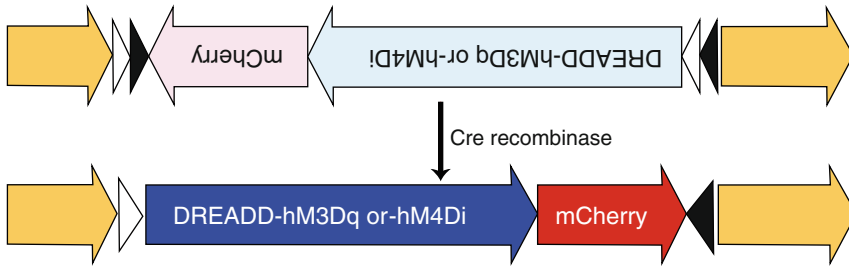 mCherry
DREADD-hM3Dq or-hM4Di
Cre recombinase
DREADD-hM3Dq or-hM4Di
mCherry